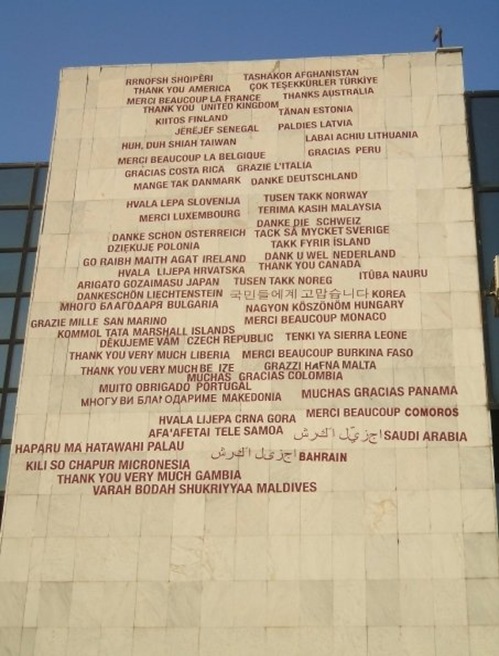 RRNOFSH SHQIPËRI TASHAKOR AFGHANISTAN
THANK YOU AMERICA ÇOK TEŞEKKÜRLER TÜRKİYE
MERCI BEAUCOUP LA FRANCE THANKS AUSTRALIA
THANK YOU UNITED KINGDOM TÄNAN ESTONIA
KIITOS FINLAND
JËRËJËF SENEGAL PALDIES LATVIA
HUH, DUH SHIAH TAIWAN LABAI ACHIU LITHUANIA
MERCI BEAUCOUP LA BELGIQUE GRACIAS PERU
GRACIAS COSTA RICA GRAZIE L'ITALIA
MANGE TAK DANMARK DANKE DEUTSCHLAND
HVALA LEPA SLOVENIJA TUSEN TAKK NORWAY
MERCI LUXEMBOURG TERIMA KASIH MALAYSIA
DANKE DIE SCHWEIZ
DANKE SCHON OSTERREICH TACK SÅ MYCKET SVERIGE
DZIĘKUJĘ POLONIA TAKK FYRIR ÍSLAND
GO RAIBH MAITH AGAT IRELAND DANK U WEL NEDERLAND
HVALA LIJEPA HRVATSKA THANK YOU CANADA
ARIGATO GOZAIMASU JAPAN TUSEN TAKK NOREG ITŪBA NAURU
DANKESCHÖN LIECHTENSTEIN 국민들에게 고맙습니다 KOREA
МНОГО БЛАГОДАРЯ BULGARIA NAGYON KÖSZÖNÖM HUNGARY
GRAZIE MILLE SAN MARINO MERCI BEAUCOUP MONACO
KOMMOL TATA MARSHALL ISLANDS
DĚKUJEME VÁM CZECH REPUBLIC TENKI YA SIERRA LEONE
THANK YOU VERY MUCH LIBERIA MERCI BEAUCOUP BURKINA FASO
THANK YOU VERY MUCH BE IZE GRAZZI HAFNA MALTA
MUCHAS GRACIAS COLOMBIA
MUITO OBRIGADO PORTUGAL MUCHAS GRACIAS PANAMA
МНОГУ ВИ БЛАГОДАРИМЕ MAKEDONIA
HVALA LIJEPA CRNA GORA MERCI BEAUCOUP COMOROS
AFA'AFETAI TELE SAMOA SAUDI ARABIA
HAPARU MA HATAWAHI PALAU
KILI SO CHAPUR MICRONESIA BAHRAIN
THANK YOU VERY MUCH GAMBIA
VARAH BODAH SHUKRIYYAA MALDIVES